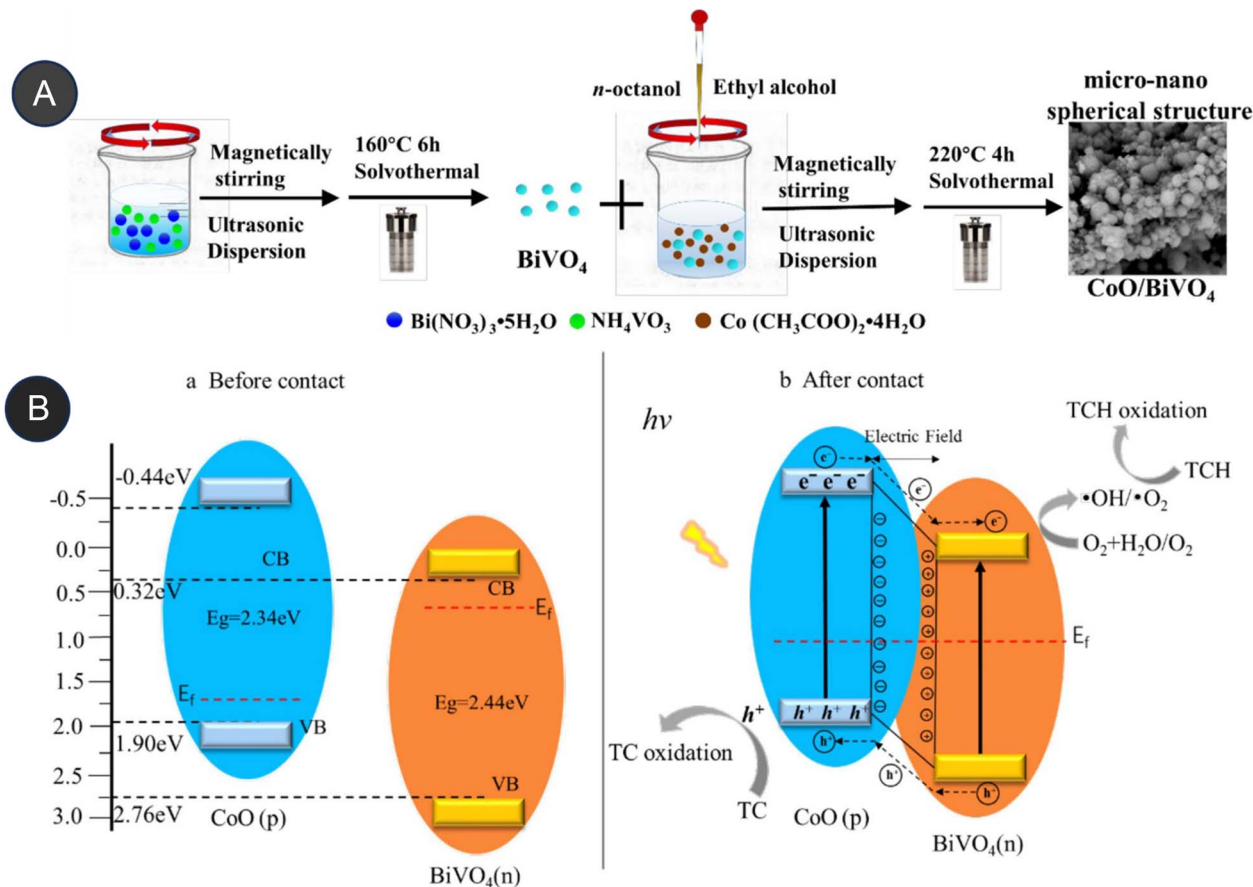 A
n-octanol
Ethyl alcohol
Magnetically
stirring
Ultrasonic
Dispersion
160°C 6h
Solvothermal
BiVO₄
+
Magnetically
stirring
Ultrasonic
Dispersion
220°C 4h
Solvothermal
micro-nano
spherical structure
CoO/BiVO₄
Bi(NO₃)₃•5H₂O
NH₄VO₃
Co (CH₃COO)₂•4H₂O
B
a Before contact
-0.5
0.0
0.5
1.0
1.5
2.0
2.5
3.0
-0.44eV
0.32eV
1.90eV
2.76eV
CB
Eg=2.34eV
E_f
VB
CoO (p)
CB
E_f
Eg=2.44eV
VB
BiVO₄(n)
b After contact
hν
Electric Field
e⁻
e⁻ e⁻ e⁻
e⁻
e⁻
TCH oxidation
TCH
•OH/•O₂
O₂+H₂O/O₂
E_f
h⁺
h⁺ h⁺ h⁺
h⁺
h⁺
h⁺
TC oxidation
TC
CoO (p)
BiVO₄(n)